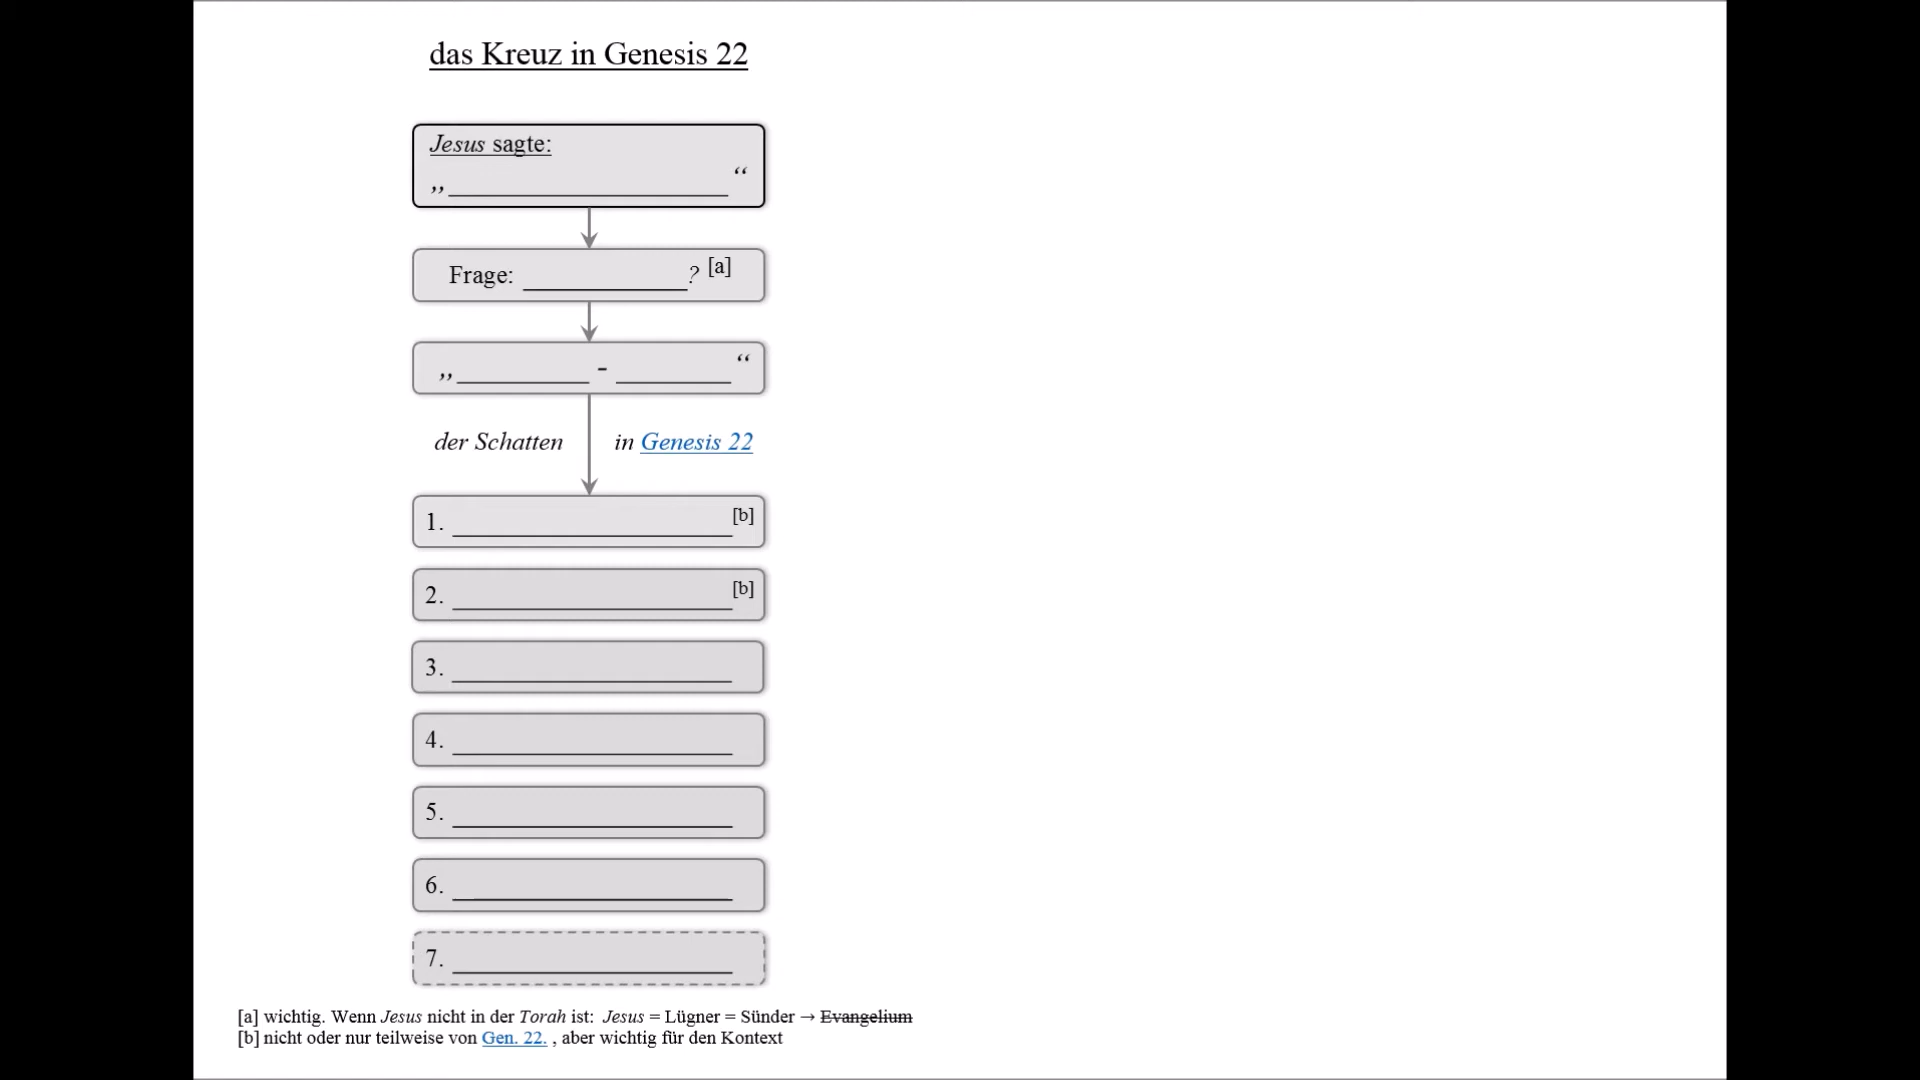 das Kreuz in Genesis 22
Jesus sagte:
„______________________“
Frage: _____________? [a]
„__________ - _________“
der Schatten in Genesis 22
1. ______________________[b]
2. ______________________[b]
3. ______________________
4. ______________________
5. ______________________
6. ______________________
7. ______________________
[a] wichtig. Wenn Jesus nicht in der Torah ist: Jesus = Lügner = Sünder → Evangelium
[b] nicht oder nur teilweise von Gen. 22. , aber wichtig für den Kontext